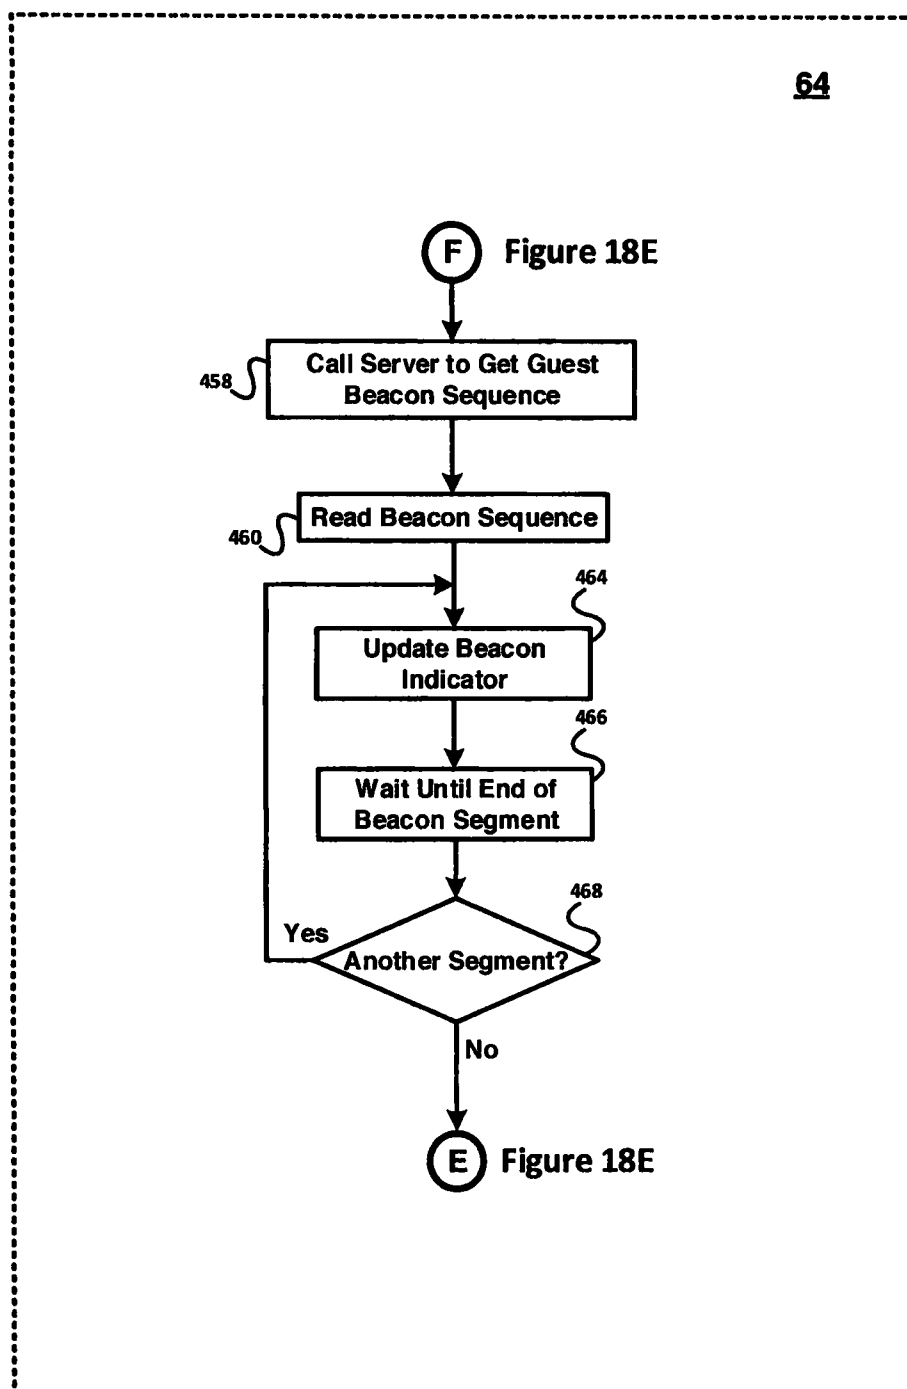 64
F Figure 18E
Call Server to Get Guest
Beacon Sequence
458
Read Beacon Sequence
460
464
Update Beacon
Indicator
466
Wait Until End of
Beacon Segment
468
Yes
Another Segment?
No
E Figure 18E